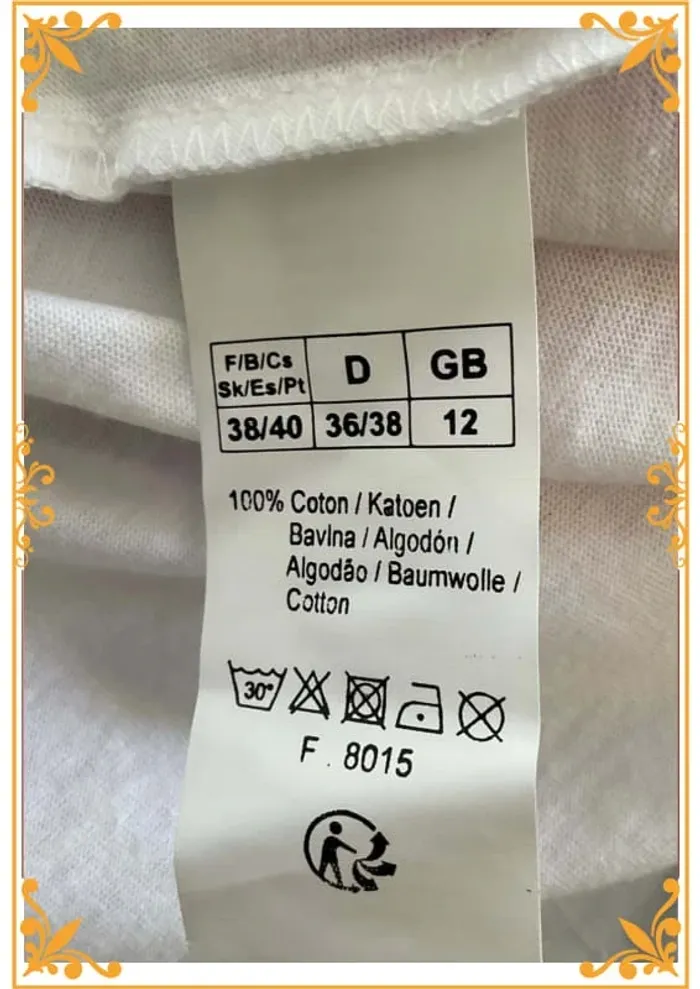 F/B/Cs
Sk/Es/Pt
D
GB
38/40
36/38
12
100% Coton / Katoen /
Bavlna / Algodón /
Algodão / Baumwolle /
Cotton
30°
F. 8015